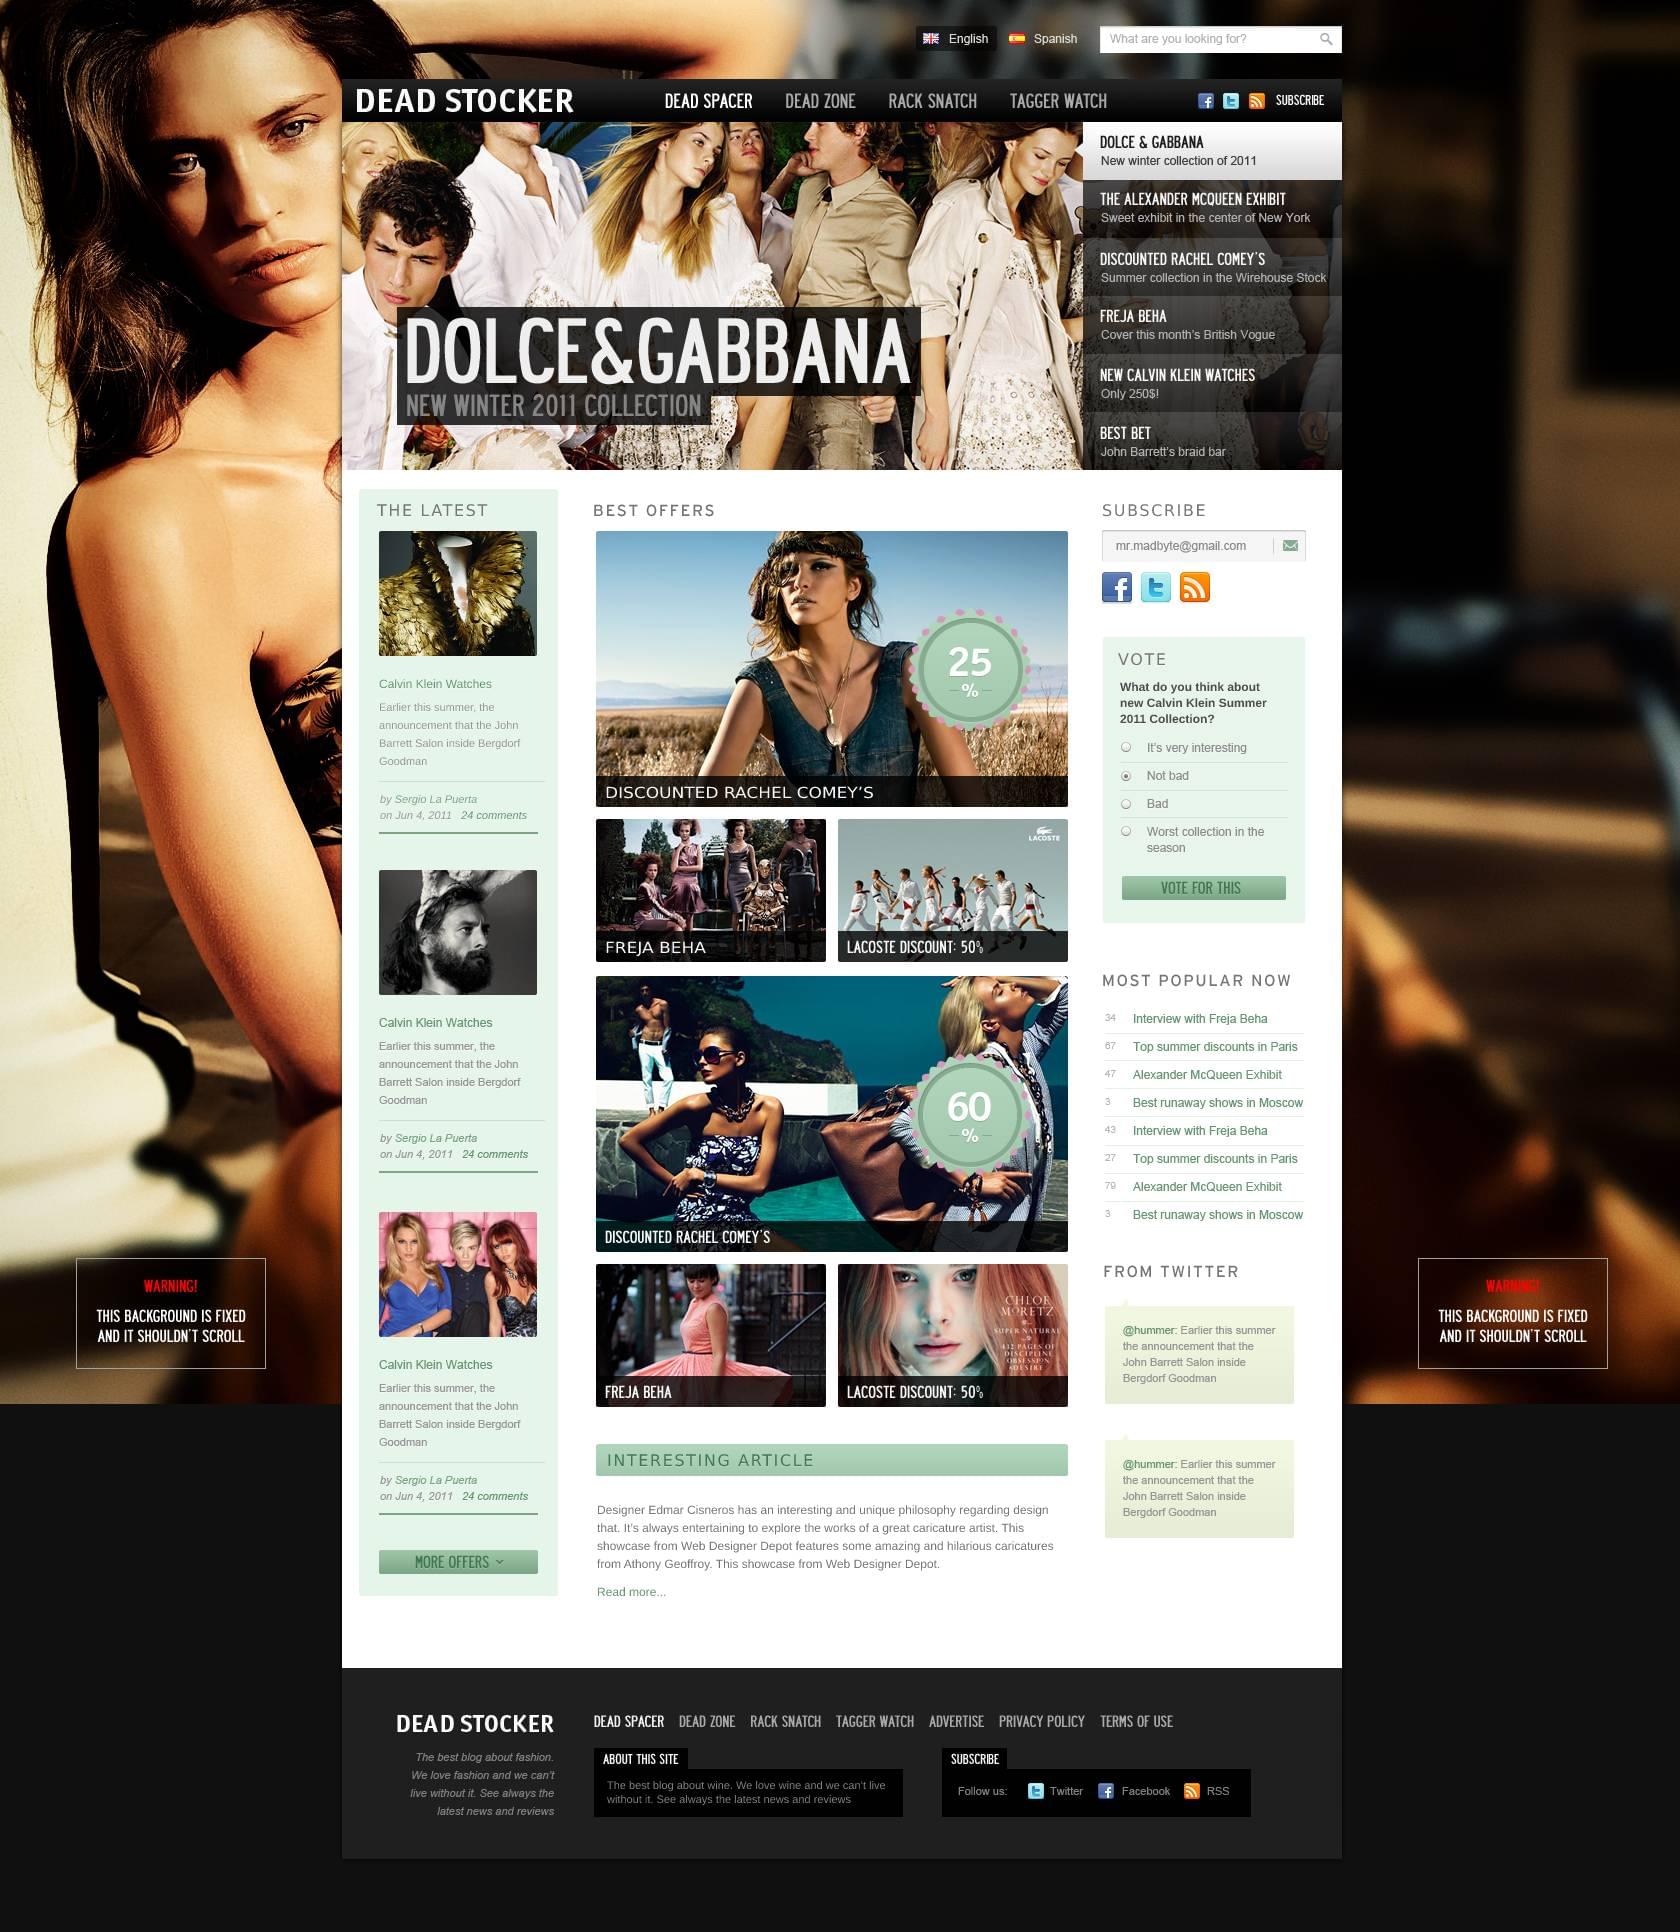 English
Spanish
What are you looking for?
DEAD STOCKER
DEAD SPACER
DEAD ZONE
RACK SNATCH
TAGGER WATCH
SUBSCRIBE
DOLCE&GABBANA
NEW WINTER 2011 COLLECTION
DOLCE & GABBANA
New winter collection of 2011
THE ALEXANDER MCQUEEN EXHIBIT
Sweet exhibit in the center of New York
DISCOUNTED RACHEL COMEY'S
Summer collection in the Wirehouse Stock
FREJA BEHA
Cover this month's British Vogue
NEW CALVIN KLEIN WATCHES
Only 250$!
BEST BET
John Barrett's braid bar
THE LATEST
Calvin Klein Watches
Earlier this summer, the
announcement that the John
Barrett Salon inside Bergdorf
Goodman
by Sergio La Puerta
on Jun 4, 2011 24 comments
Calvin Klein Watches
Earlier this summer, the
announcement that the John
Barrett Salon inside Bergdorf
Goodman
by Sergio La Puerta
on Jun 4, 2011 24 comments
Calvin Klein Watches
Earlier this summer, the
announcement that the John
Barrett Salon inside Bergdorf
Goodman
by Sergio La Puerta
on Jun 4, 2011 24 comments
MORE OFFERS
BEST OFFERS
25
%
DISCOUNTED RACHEL COMEY'S
FREJA BEHA
LACOSTE
LACOSTE DISCOUNT: 50%
60
%
DISCOUNTED RACHEL COMEY'S
FREJA BEHA
CHLOE
MORETZ
SUPER NATURAL
412 PAGES OF
DISCIPLINE
OBSESSION
&DESIRE
LACOSTE DISCOUNT: 50%
INTERESTING ARTICLE
Designer Edmar Cisneros has an interesting and unique philosophy regarding design
that. It's always entertaining to explore the works of a great caricature artist. This
showcase from Web Designer Depot features some amazing and hilarious caricatures
from Athony Geoffroy. This showcase from Web Designer Depot.
Read more...
SUBSCRIBE
mr.madbyte@gmail.com
VOTE
What do you think about
new Calvin Klein Summer
2011 Collection?
It's very interesting
Not bad
Bad
Worst collection in the
season
VOTE FOR THIS
MOST POPULAR NOW
34 Interview with Freja Beha
67 Top summer discounts in Paris
47 Alexander McQueen Exhibit
3 Best runaway shows in Moscow
43 Interview with Freja Beha
27 Top summer discounts in Paris
79 Alexander McQueen Exhibit
3 Best runaway shows in Moscow
FROM TWITTER
@hummer: Earlier this summer
the announcement that the
John Barrett Salon inside
Bergdorf Goodman
@hummer: Earlier this summer
the announcement that the
John Barrett Salon inside
Bergdorf Goodman
WARNING!
THIS BACKGROUND IS FIXED
AND IT SHOULDN'T SCROLL
WARNING!
THIS BACKGROUND IS FIXED
AND IT SHOULDN'T SCROLL
DEAD STOCKER
The best blog about fashion.
We love fashion and we can't
live without it. See always the
latest news and reviews
DEAD SPACER
DEAD ZONE
RACK SNATCH
TAGGER WATCH
ADVERTISE
PRIVACY POLICY
TERMS OF USE
ABOUT THIS SITE
The best blog about wine. We love wine and we can't live
without it. See always the latest news and reviews
SUBSCRIBE
Follow us:
Twitter
Facebook
RSS